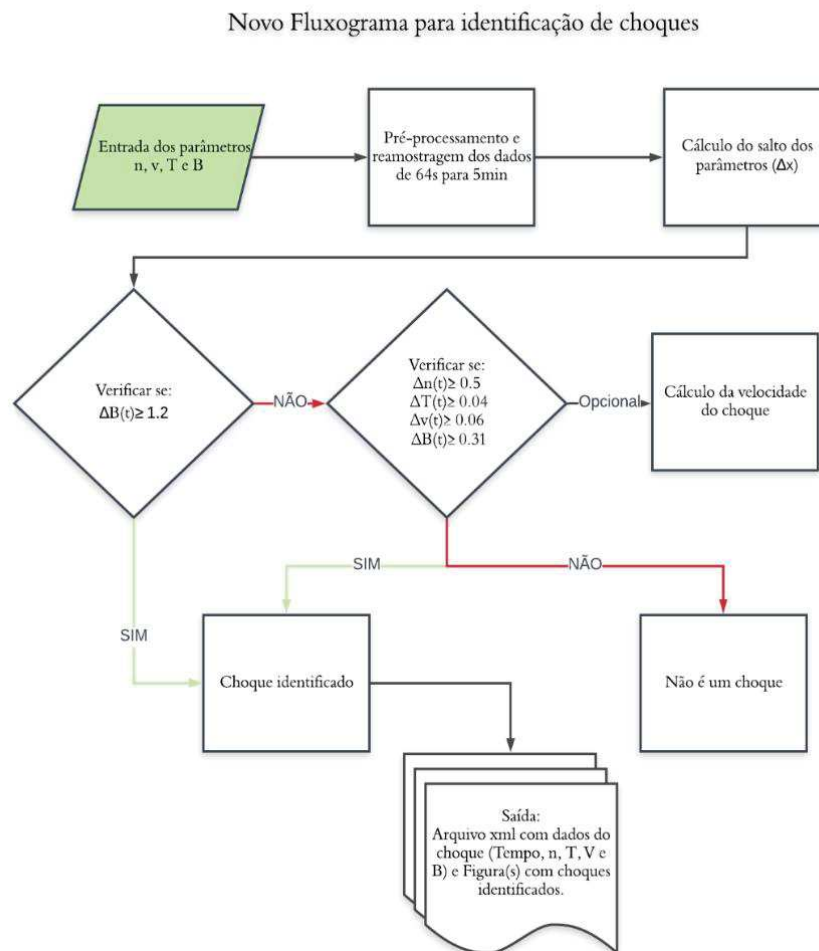 Novo Fluxograma para identificação de choques
Entrada dos parâmetros
n, v, T e B
Pré-processamento e
reamostragem dos dados
de 64s para 5min
Cálculo do salto dos
parâmetros (Δx)
Verificar se:
ΔB(t)≥ 1.2
NÃO
Verificar se:
Δn(t)≥ 0.5
ΔT(t)≥ 0.04
Δv(t)≥ 0.06
ΔB(t)≥ 0.31
Opcional
Cálculo da velocidade
do choque
SIM
NÃO
SIM
Choque identificado
Não é um choque
Saída:
Arquivo xml com dados do
choque (Tempo, n, T, V e
B) e Figura(s) com choques
identificados.